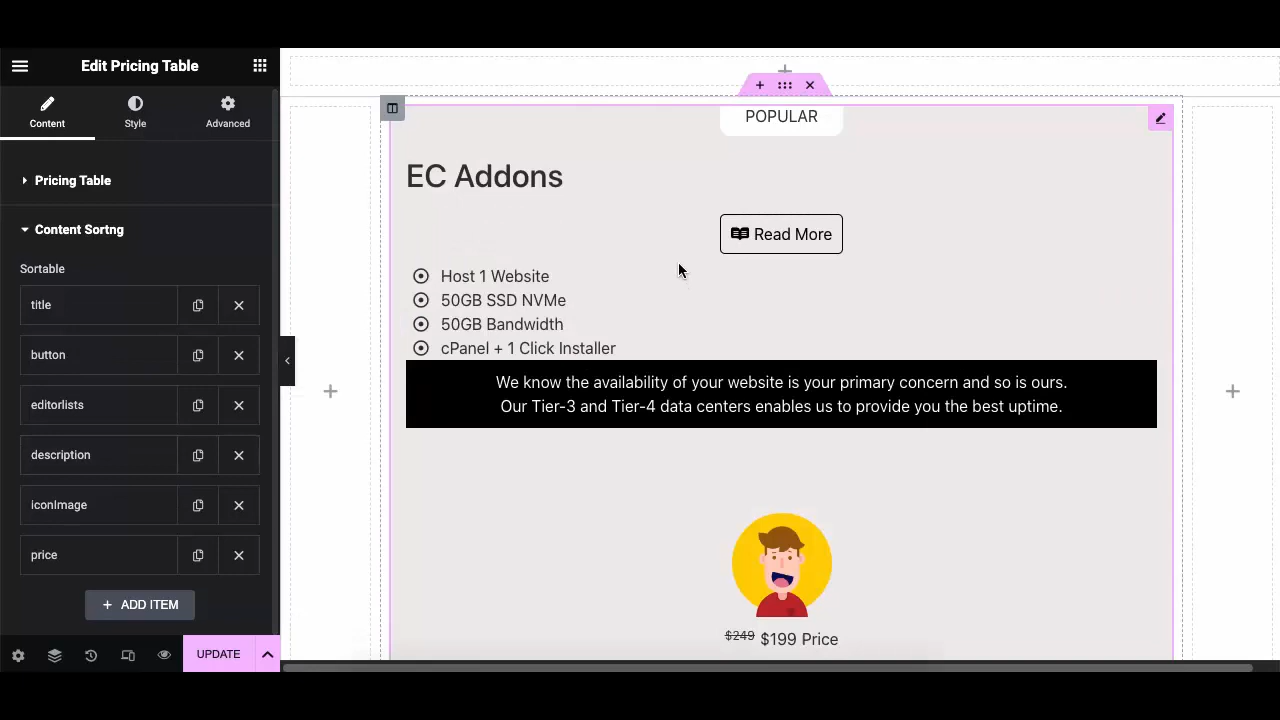 Edit Pricing Table
Content
Style
Advanced
Pricing Table
Content Sortng
Sortable
title
button
editorlists
description
iconImage
price
+ ADD ITEM
UPDATE
POPULAR
EC Addons
Read More
Host 1 Website
50GB SSD NVMe
50GB Bandwidth
cPanel + 1 Click Installer
We know the availability of your website is your primary concern and so is ours.
Our Tier-3 and Tier-4 data centers enables us to provide you the best uptime.
$249 $199 Price